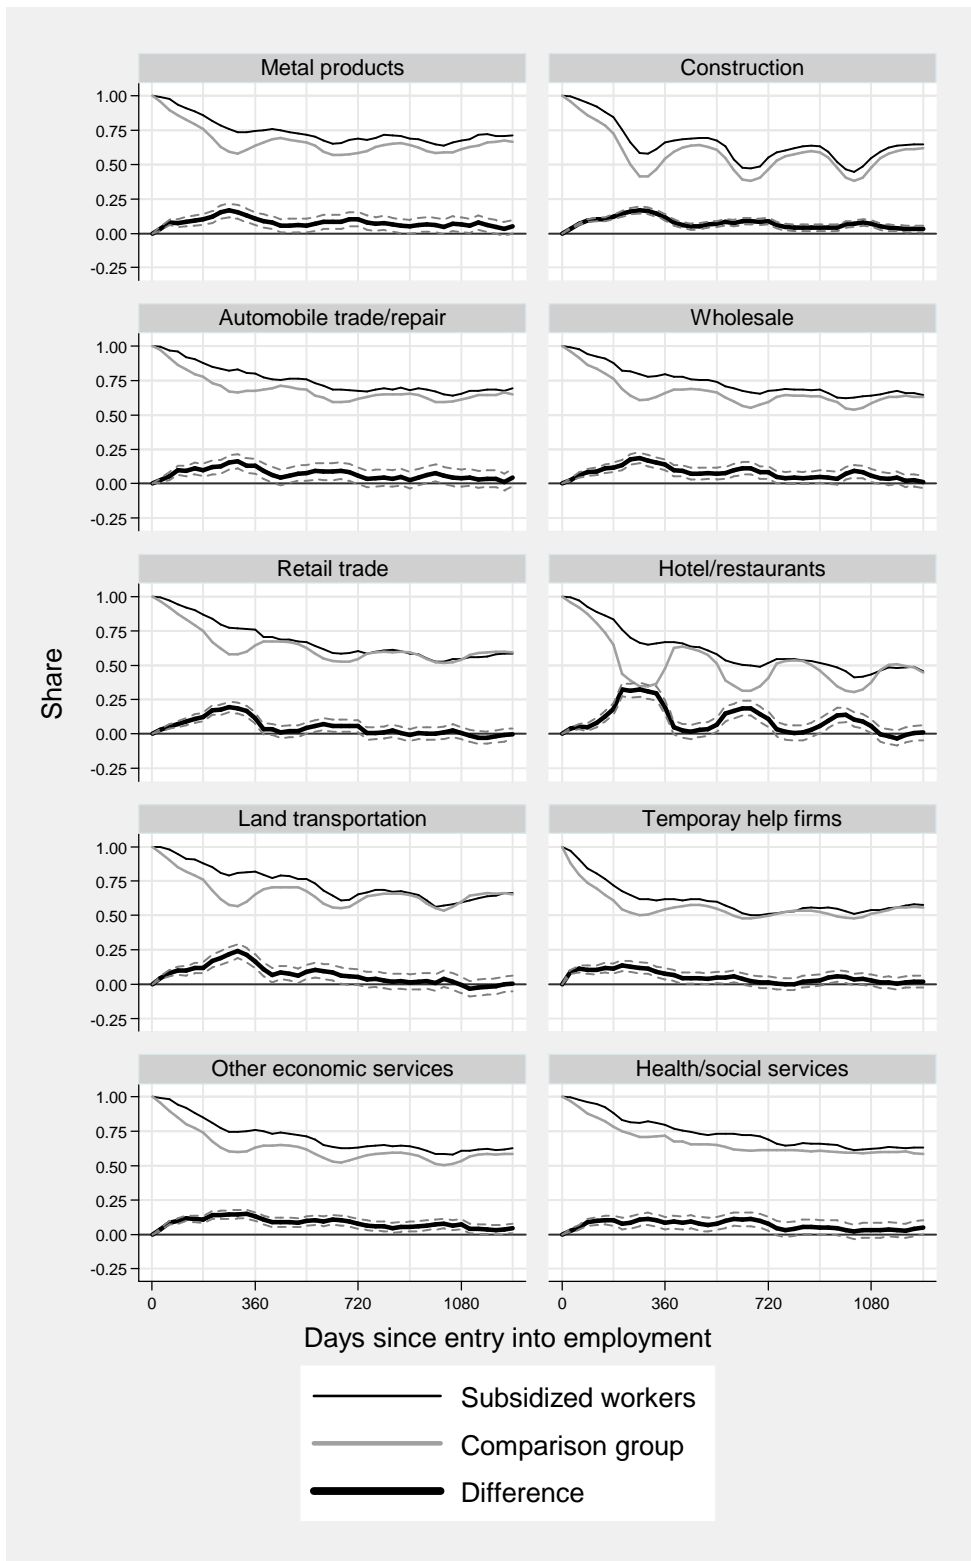 Metal products
Construction
1.00
0.75
0.50
0.25
0.00
-0.25
Automobile trade/repair
Wholesale
1.00
0.75
0.50
0.25
0.00
-0.25
Retail trade
Hotel/restaurants
1.00
0.75
0.50
0.25
0.00
-0.25
Share
Land transportation
Temporay help firms
1.00
0.75
0.50
0.25
0.00
-0.25
Other economic services
Health/social services
1.00
0.75
0.50
0.25
0.00
-0.25
0 360 720 1080 0 360 720 1080
Days since entry into employment
Subsidized workers
Comparison group
Difference